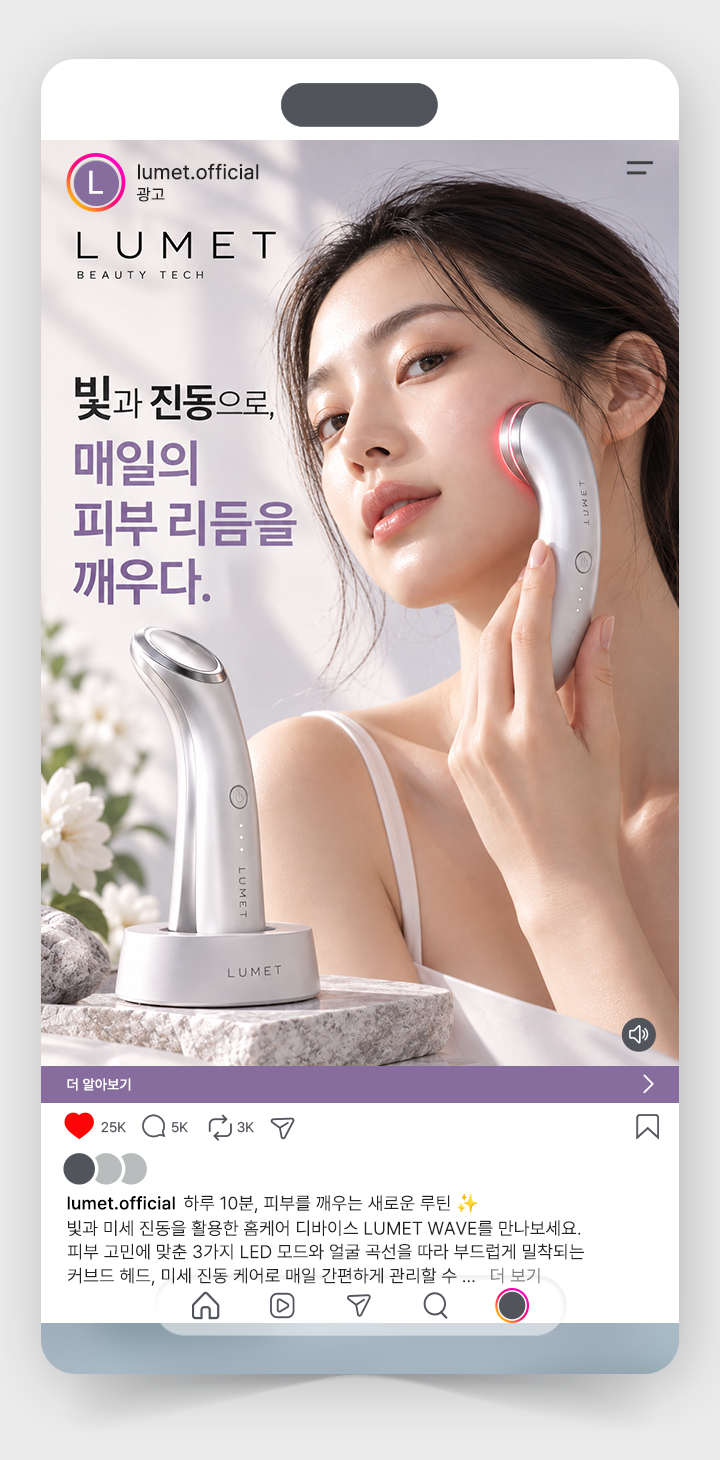 L
lumet.official
광고
LUMET
BEAUTY TECH
빛과 진동으로,
매일의
피부 리듬을
깨우다.
LUMET
LUMET
LUMET
더 알아보기
25K
5K
3K
lumet.official 하루 10분, 피부를 깨우는 새로운 루틴 ✨
빛과 미세 진동을 활용한 홈케어 디바이스 LUMET WAVE를 만나보세요.
피부 고민에 맞춘 3가지 LED 모드와 얼굴 곡선을 따라 부드럽게 밀착되는
커브드 헤드, 미세 진동 케어로 매일 간편하게 관리할 수 ... 더 보기